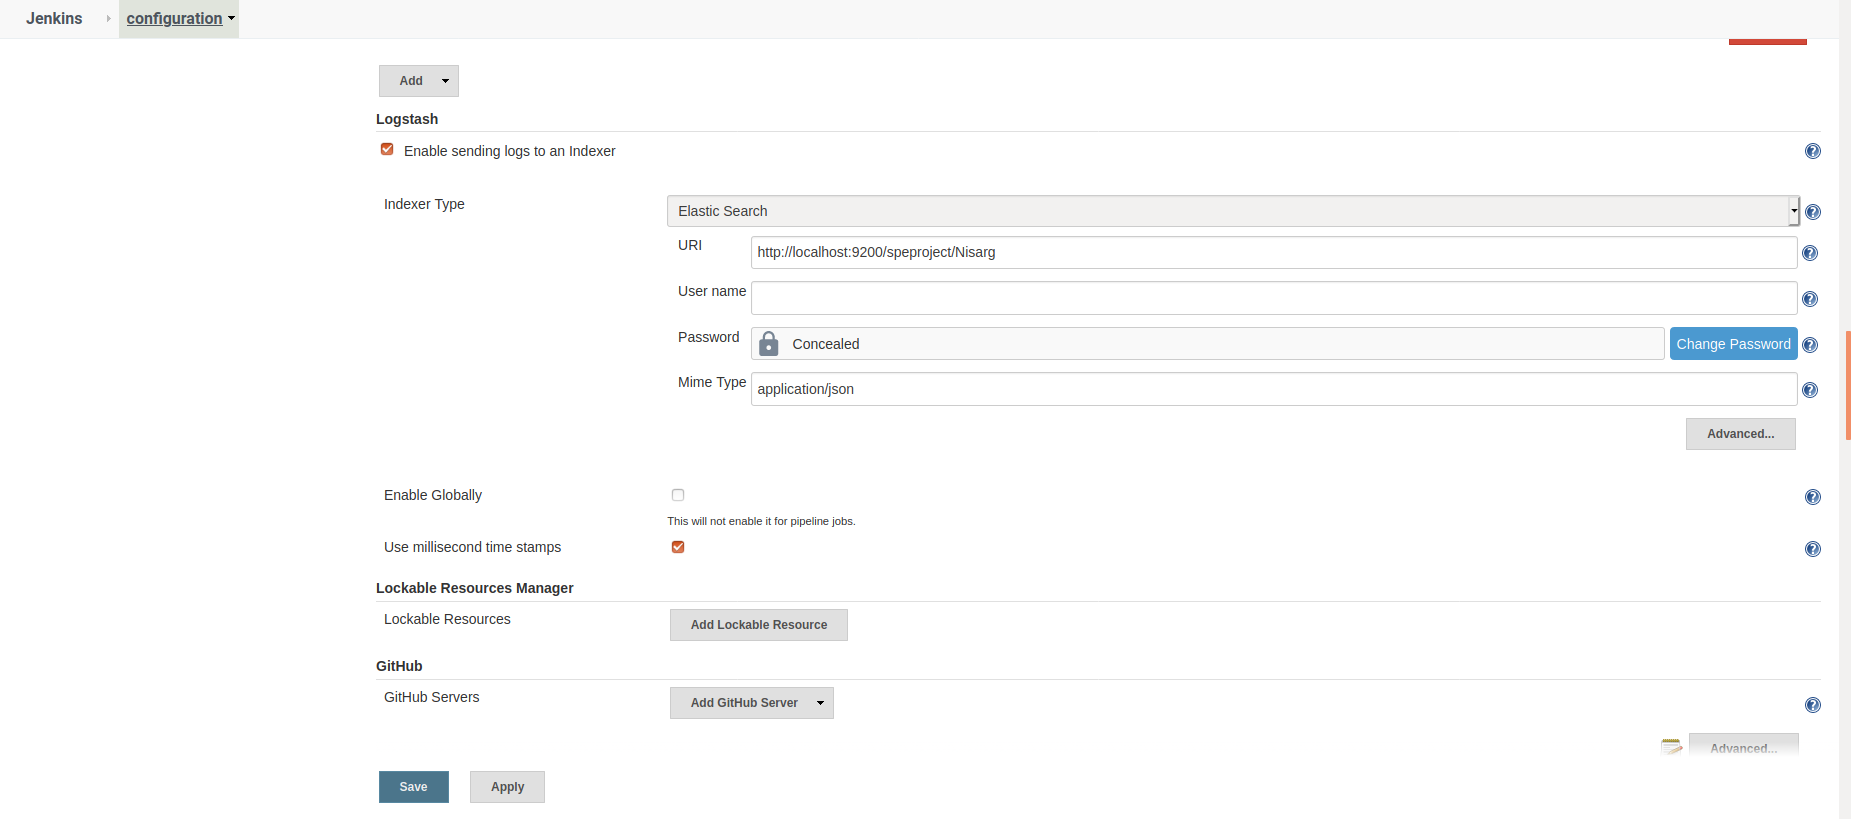 Jenkins configuration
Add
Logstash
Enable sending logs to an Indexer
Indexer Type Elastic Search
URI http://localhost:9200/speproject/Nisarg
User name
Password Concealed Change Password
Mime Type application/json
Advanced...
Enable Globally
This will not enable it for pipeline jobs.
Use millisecond time stamps
Lockable Resources Manager
Lockable Resources Add Lockable Resource
GitHub
GitHub Servers Add GitHub Server
Advanced...
Save Apply